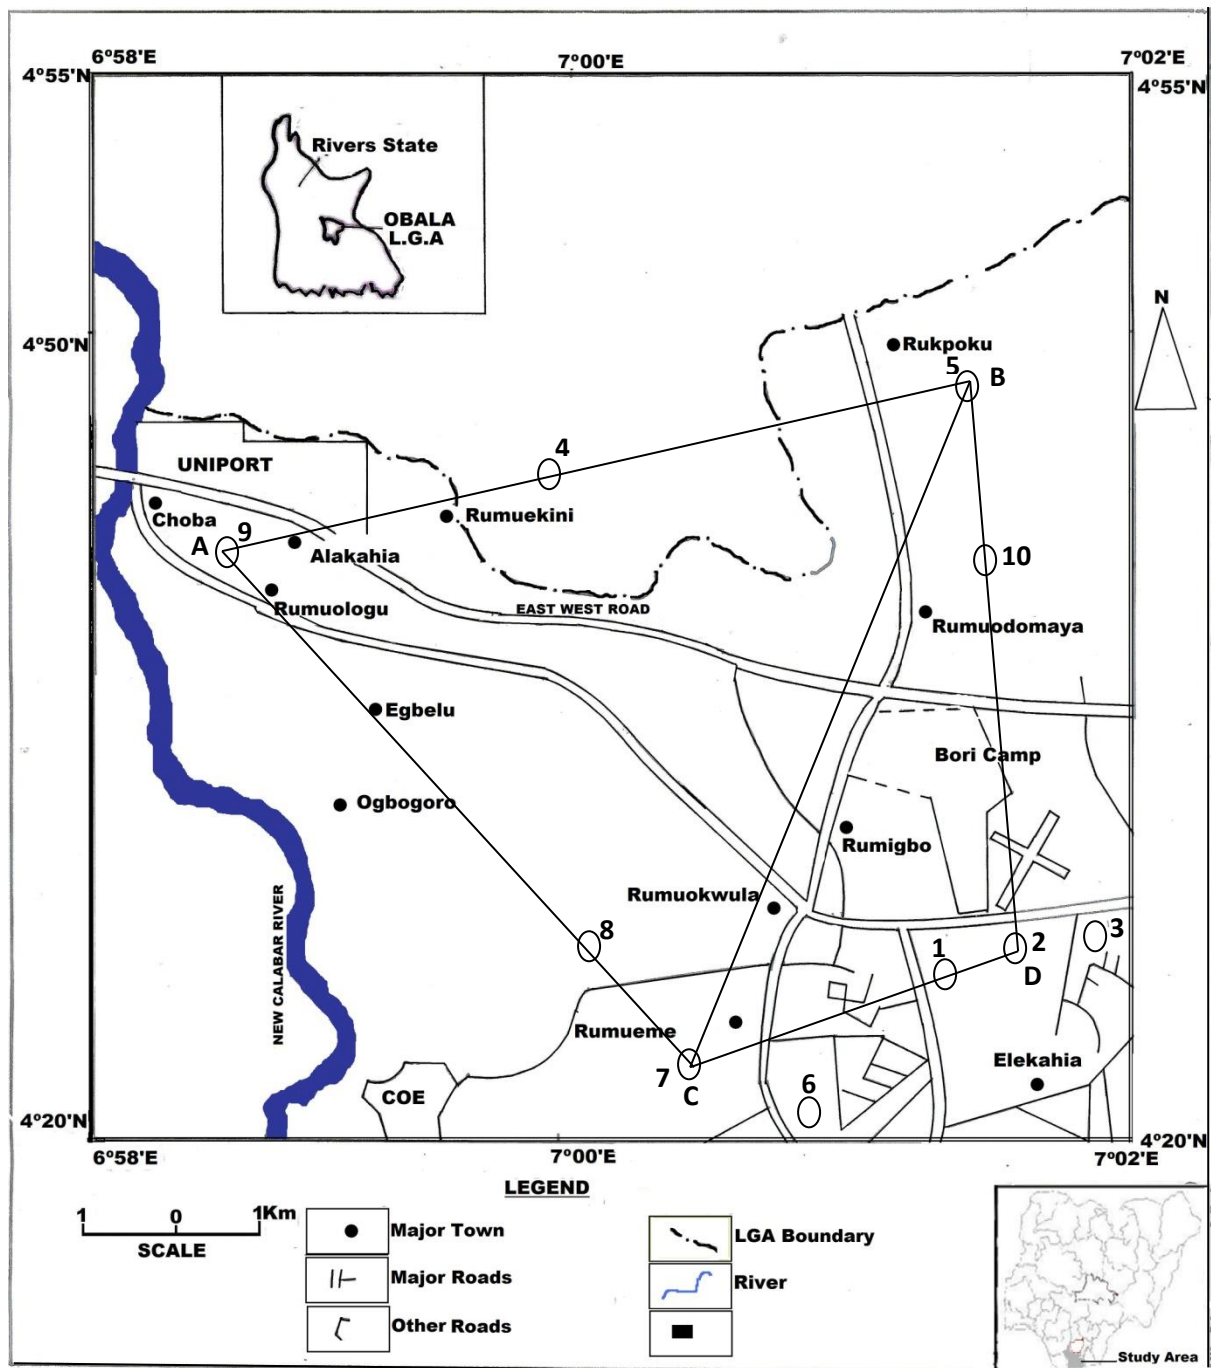 6°58'E
7°00'E
7°02'E
4°55'N
4°55'N
Rivers State
OBALA
L.G.A
N
4°50'N
Rukpoku
5 B
UNIPORT
4
Choba
Rumuekini
A 9
Alakahia
10
Rumuologu
EAST WEST ROAD
Rumuodomaya
Egbelu
Bori Camp
Ogbogoro
Rumigbo
Rumuokwula
NEW CALABAR RIVER
8
1
2
3
D
Rumueme
Elekahia
7
C
6
COE
4°20'N
4°20'N
6°58'E
7°00'E
7°02'E
LEGEND
1 0 1Km
SCALE
Major Town
LGA Boundary
Major Roads
River
Other Roads
Study Area